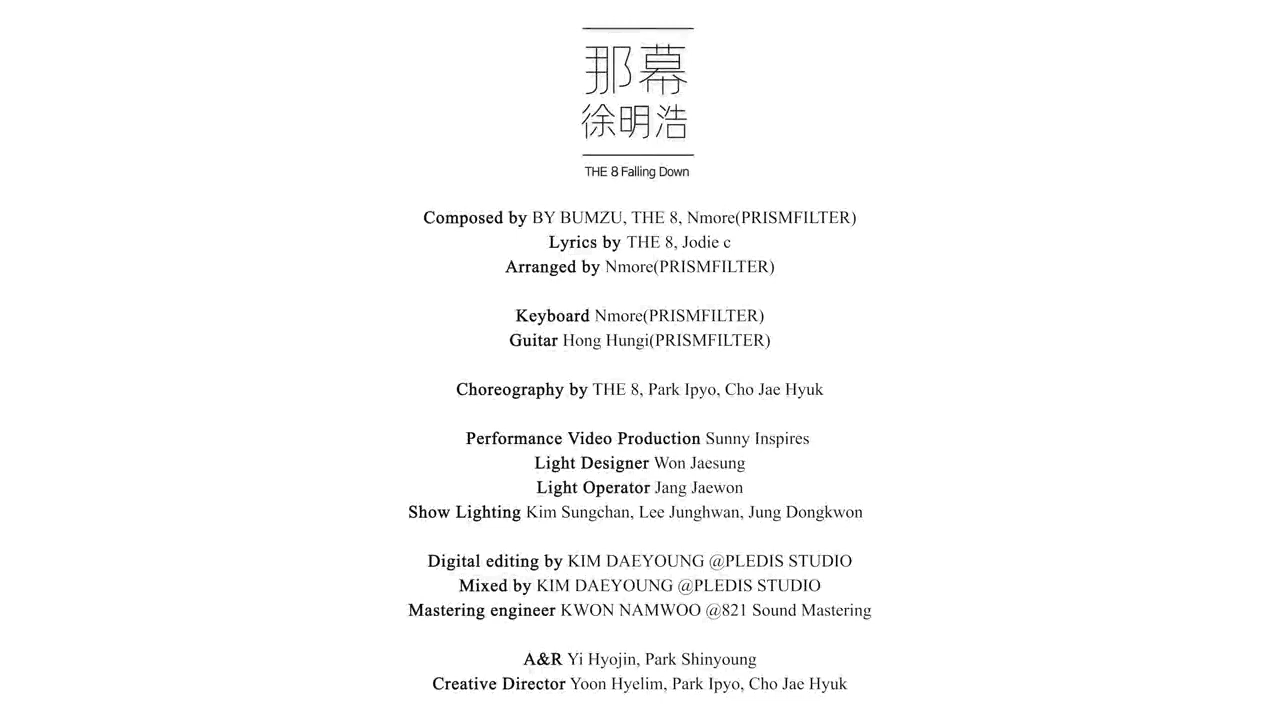 那幕
徐明浩
THE 8 Falling Down
Composed by BY BUMZU, THE 8, Nmore(PRISMFILTER)
Lyrics by THE 8, Jodie c
Arranged by Nmore(PRISMFILTER)
Keyboard Nmore(PRISMFILTER)
Guitar Hong Hungi(PRISMFILTER)
Choreography by THE 8, Park Ipyo, Cho Jae Hyuk
Performance Video Production Sunny Inspires
Light Designer Won Jaesung
Light Operator Jang Jaewon
Show Lighting Kim Sungchan, Lee Junghwan, Jung Dongkwon
Digital editing by KIM DAEYOUNG @PLEDIS STUDIO
Mixed by KIM DAEYOUNG @PLEDIS STUDIO
Mastering engineer KWON NAMWOO @821 Sound Mastering
A&R Yi Hyojin, Park Shinyoung
Creative Director Yoon Hyelim, Park Ipyo, Cho Jae Hyuk